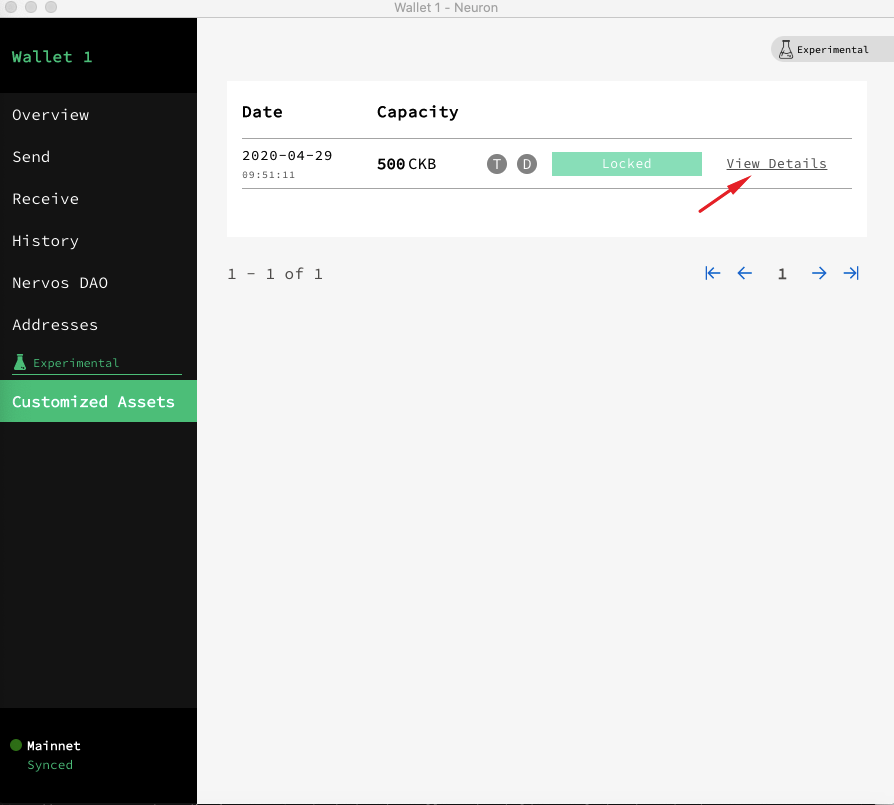 Wallet 1 - Neuron
Wallet 1
Experimental
Overview
Send
Receive
History
Nervos DAO
Addresses
Experimental
Customized Assets
Date Capacity
2020-04-29
09:51:11
500 CKB T D Locked View Details
1 - 1 of 1 1
Mainnet
Synced